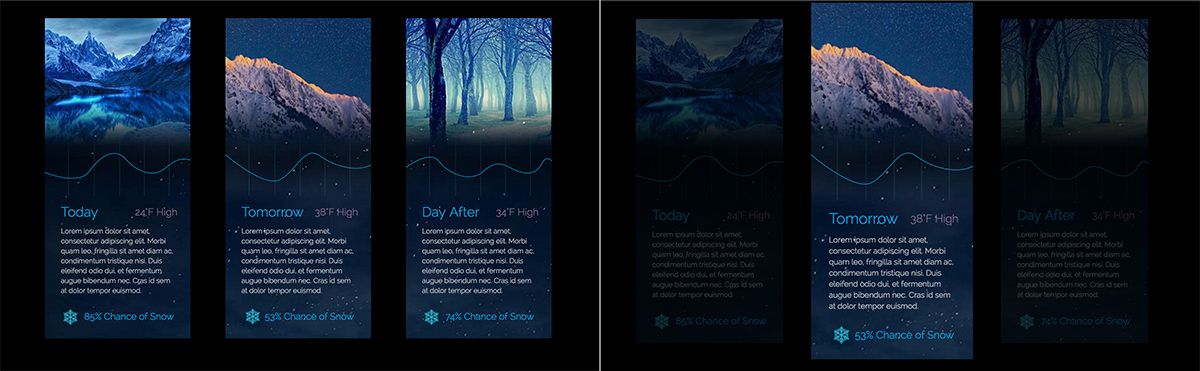 Today 24°F High
Lorem ipsum dolor sit amet,
consectetur adipiscing elit. Morbi
quam leo, fringilla sit amet diam ac,
condimentum tristique nisi. Duis
eleifend odio dui, et fermentum
augue bibendum nec. Cras id sem
at dolor tempor euismod.
85% Chance of Snow
Tomorrow 38°F High
Lorem ipsum dolor sit amet,
consectetur adipiscing elit. Morbi
quam leo, fringilla sit amet diam ac,
condimentum tristique nisi. Duis
eleifend odio dui, et fermentum
augue bibendum nec. Cras id sem
at dolor tempor euismod.
53% Chance of Snow
Day After 34°F High
Lorem ipsum dolor sit amet,
consectetur adipiscing elit. Morbi
quam leo, fringilla sit amet diam ac,
condimentum tristique nisi. Duis
eleifend odio dui, et fermentum
augue bibendum nec. Cras id sem
at dolor tempor euismod.
74% Chance of Snow
Today 24°F High
Lorem ipsum dolor sit amet,
consectetur adipiscing elit. Morbi
quam leo, fringilla sit amet diam ac,
condimentum tristique nisi. Duis
eleifend odio dui, et fermentum
augue bibendum nec. Cras id sem
at dolor tempor euismod.
85% Chance of Snow
Tomorrow 38°F High
Lorem ipsum dolor sit amet,
consectetur adipiscing elit. Morbi
quam leo, fringilla sit amet diam ac,
condimentum tristique nisi. Duis
eleifend odio dui, et fermentum
augue bibendum nec. Cras id sem
at dolor tempor euismod.
53% Chance of Snow
Day After 34°F High
Lorem ipsum dolor sit amet,
consectetur adipiscing elit. Morbi
quam leo, fringilla sit amet diam ac,
condimentum tristique nisi. Duis
eleifend odio dui, et fermentum
augue bibendum nec. Cras id sem
at dolor tempor euismod.
74% Chance of Snow